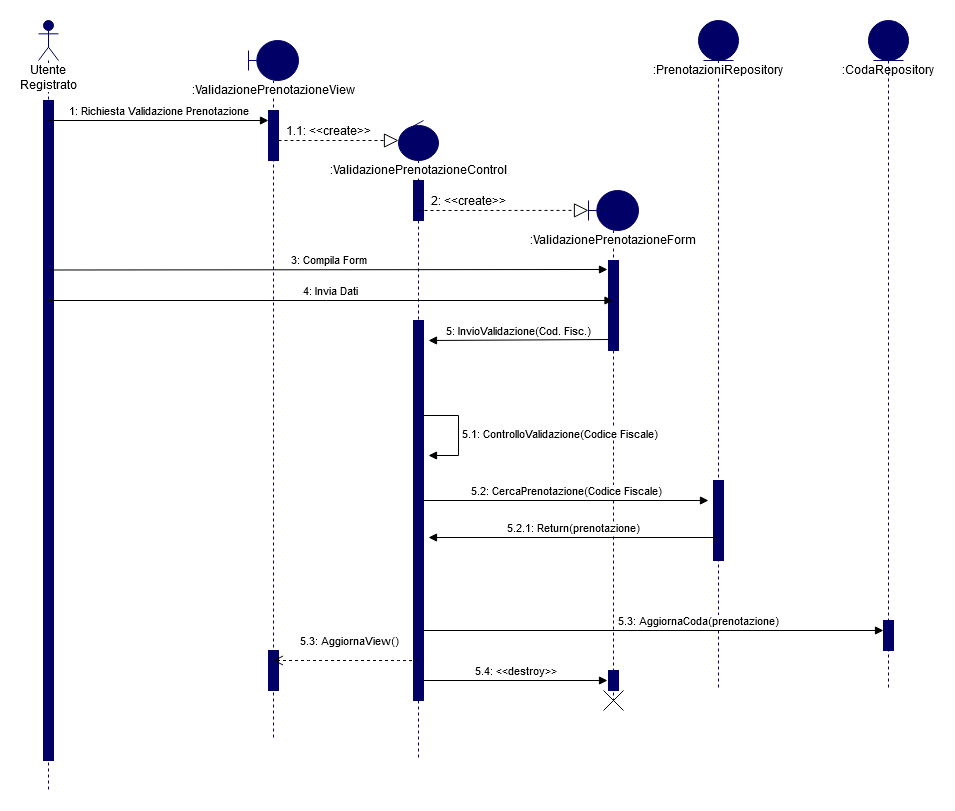 Utente
Registrato
:ValidazionePrenotazioneView
:PrenotazioniRepository
:CodaRepository
1: Richiesta Validazione Prenotazione
1.1: <<create>>
:ValidazionePrenotazioneControl
2: <<create>>
:ValidazionePrenotazioneForm
3: Compila Form
4: Invia Dati
5: InvioValidazione(Cod. Fisc.)
5.1: ControlloValidazione(Codice Fiscale)
5.2: CercaPrenotazione(Codice Fiscale)
5.2.1: Return(prenotazione)
5.3: AggiornaCoda(prenotazione)
5.3: AggiornaView()
5.4: <<destroy>>